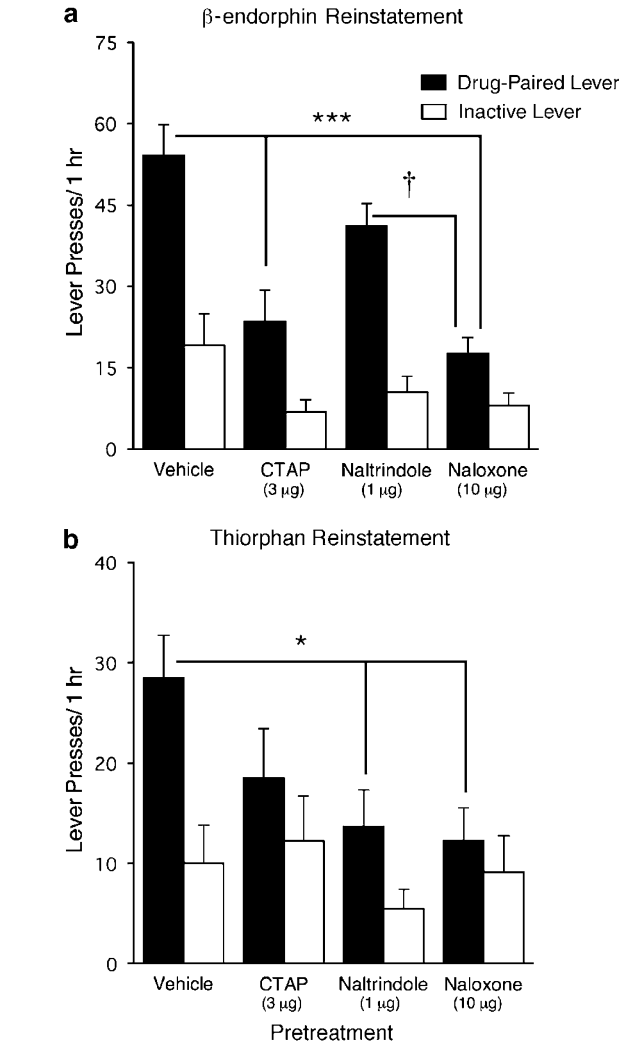 a
β-endorphin Reinstatement
75
60
45
30
15
0
Lever Presses/ 1 hr
Drug-Paired Lever
Inactive Lever
***
†
Vehicle
CTAP
(3 µg)
Naltrindole
(1 µg)
Naloxone
(10 µg)
b
Thiorphan Reinstatement
40
30
20
10
0
Lever Presses/ 1 hr
*
Vehicle
CTAP
(3 µg)
Naltrindole
(1 µg)
Naloxone
(10 µg)
Pretreatment